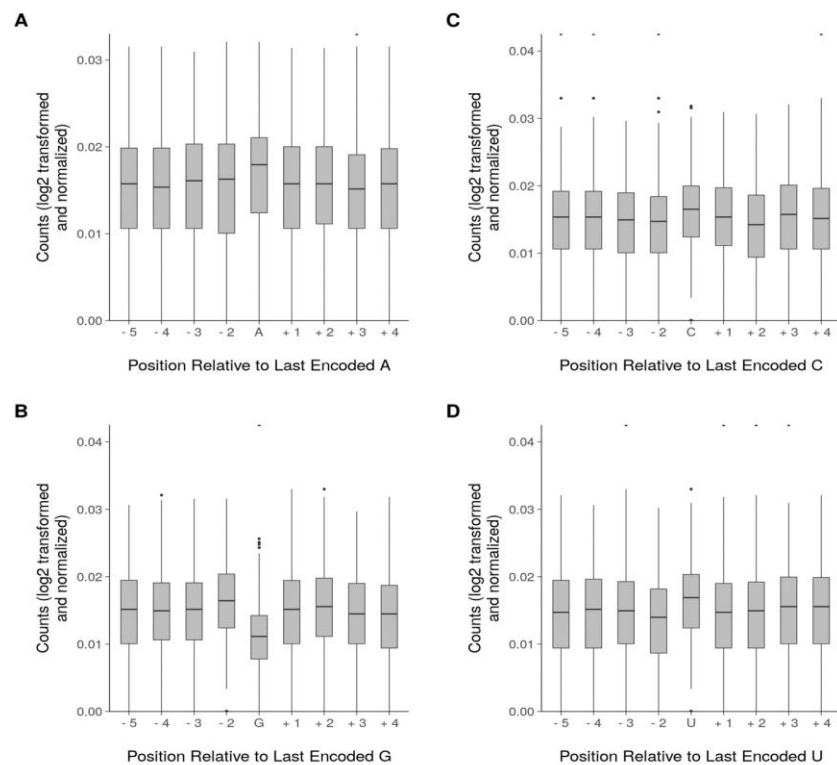 A
0.03
0.02
0.01
0.00
Counts (log2 transformed
and normalized)
- 5 - 4 - 3 - 2 A + 1 + 2 + 3 + 4
Position Relative to Last Encoded A
C
0.04
0.03
0.02
0.01
0.00
Counts (log2 transformed
and normalized)
- 5 - 4 - 3 - 2 C + 1 + 2 + 3 + 4
Position Relative to Last Encoded C
B
0.04
0.03
0.02
0.01
0.00
Counts (log2 transformed
and normalized)
- 5 - 4 - 3 - 2 G + 1 + 2 + 3 + 4
Position Relative to Last Encoded G
D
0.04
0.03
0.02
0.01
0.00
Counts (log2 transformed
and normalized)
- 5 - 4 - 3 - 2 U + 1 + 2 + 3 + 4
Position Relative to Last Encoded U